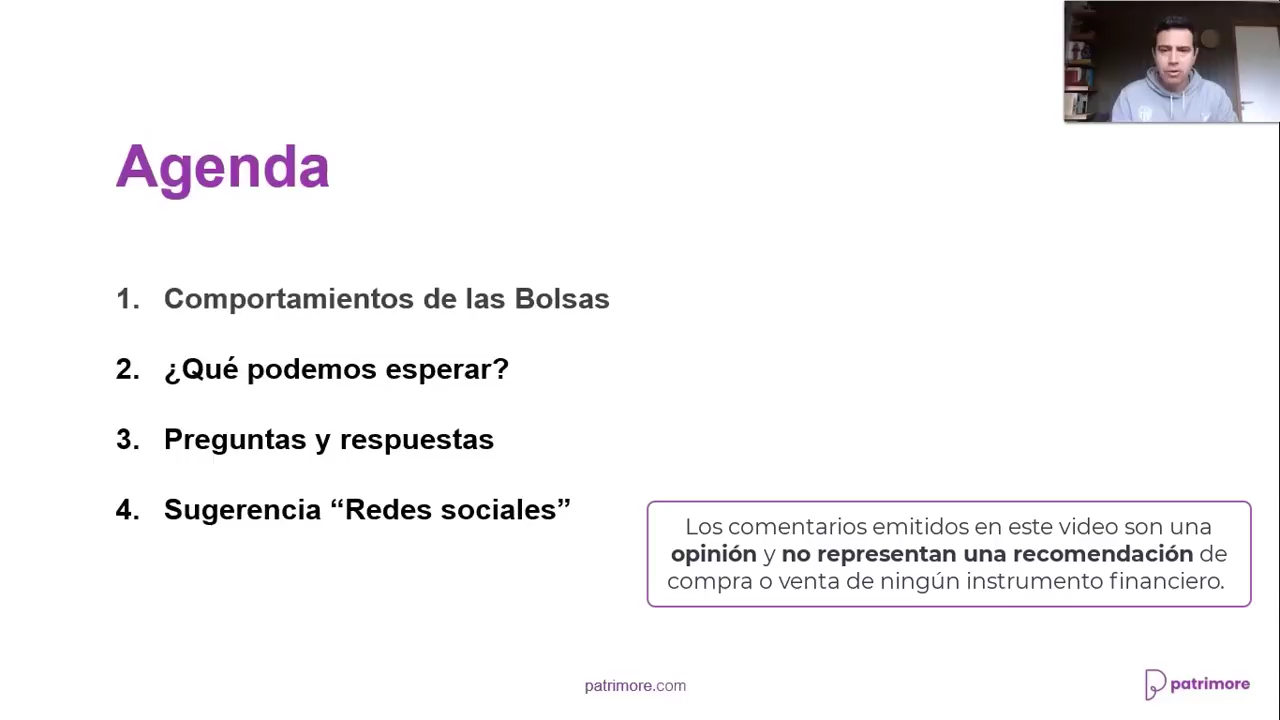 Agenda
1. Comportamientos de las Bolsas
2. ¿Qué podemos esperar?
3. Preguntas y respuestas
4. Sugerencia “Redes sociales”
Los comentarios emitidos en este video son una
opinión y no representan una recomendación de
compra o venta de ningún instrumento financiero.
patrimore.com
patrimore